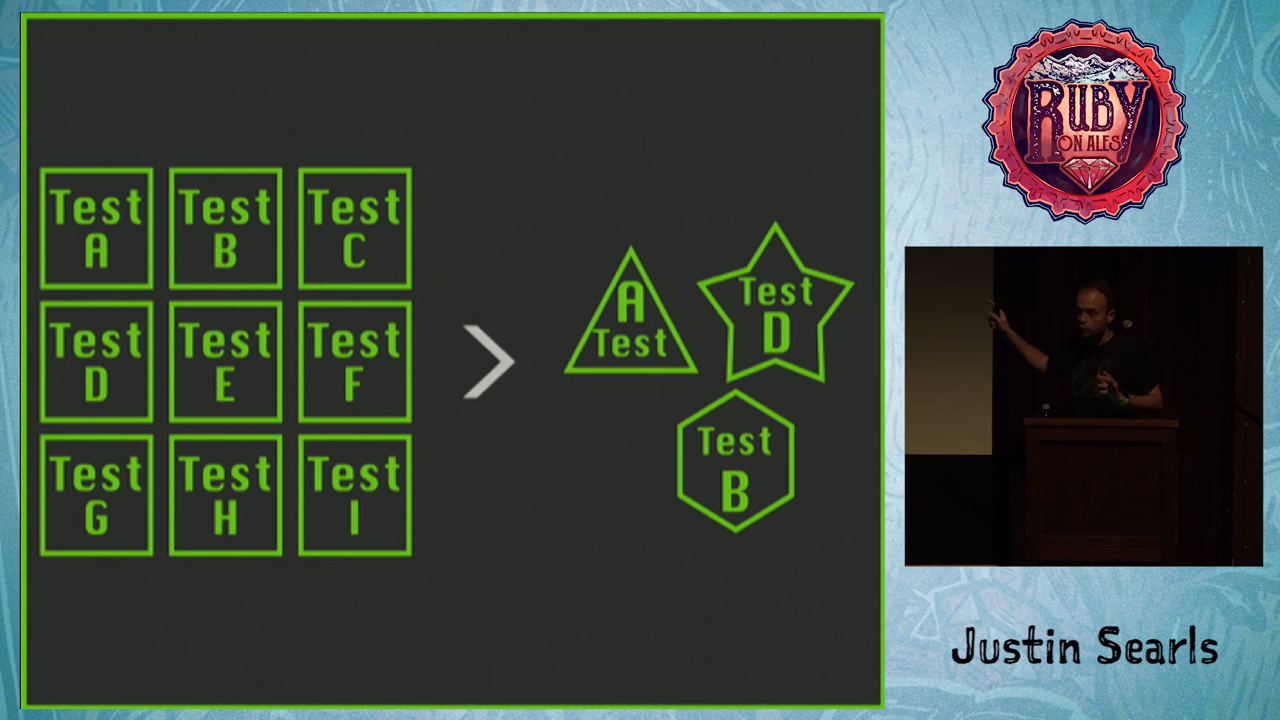 Test
A
Test
B
Test
C
Test
D
Test
E
Test
F
Test
G
Test
H
Test
I
>
A
Test
Test
D
Test
B
RUBY
ON ALES
Justin Searls